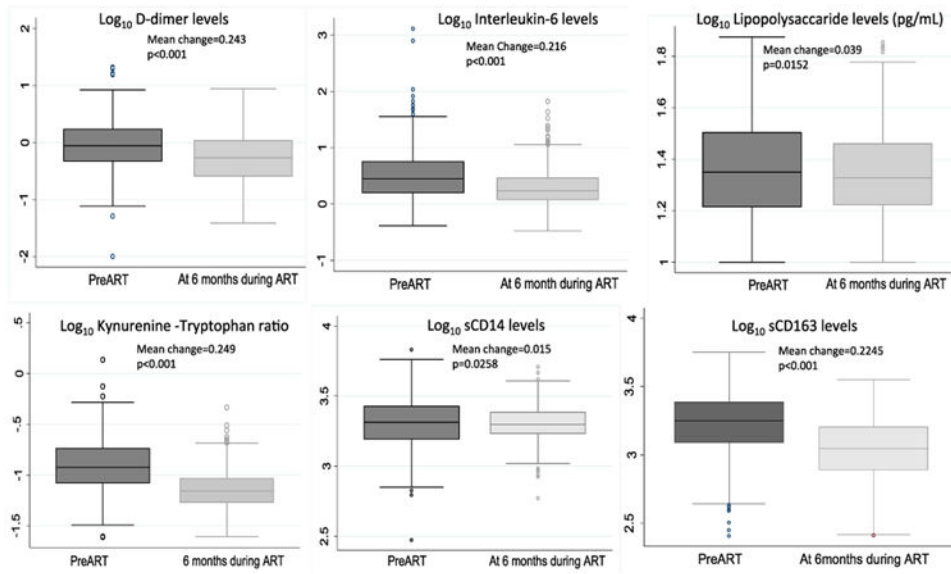 Log10 D-dimer levels
Mean change=0.243
p<0.001
2
1
0
-1
-2
PreART
At 6 months during ART
Log10 Interleukin-6 levels
Mean Change=0.216
p<0.001
3
2
1
0
-1
PreART
At 6 month during ART
Log10 Lipopolysaccaride levels (pg/mL)
Mean change=0.039
p=0.0152
1.8
1.6
1.4
1.2
1
PreART
At 6 months during ART
Log10 Kynurenine -Tryptophan ratio
Mean change=0.249
p<0.001
.5
0
-.5
-1
-1.5
PreART
6 months during ART
Log10 sCD14 levels
Mean change=0.015
p=0.0258
4
3.5
3
2.5
PreART
At 6 months during ART
Log10 sCD163 levels
Mean change=0.2245
p<0.001
4
3.5
3
2.5
PreART
At 6months during ART